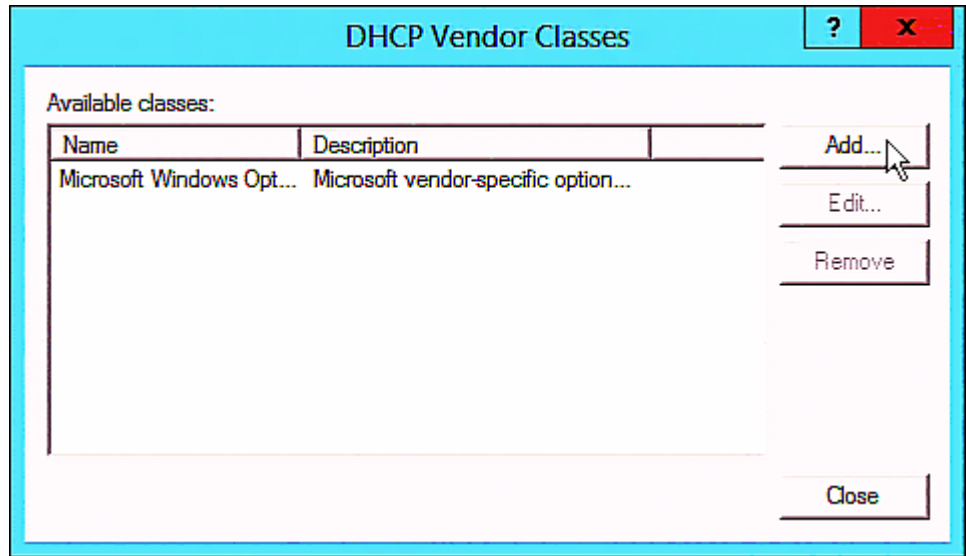 DHCP Vendor Classes
? x
Available classes:
Name Description
Add...
Microsoft Windows Opt... Microsoft vendor-specific option...
Edit...
Remove
Close